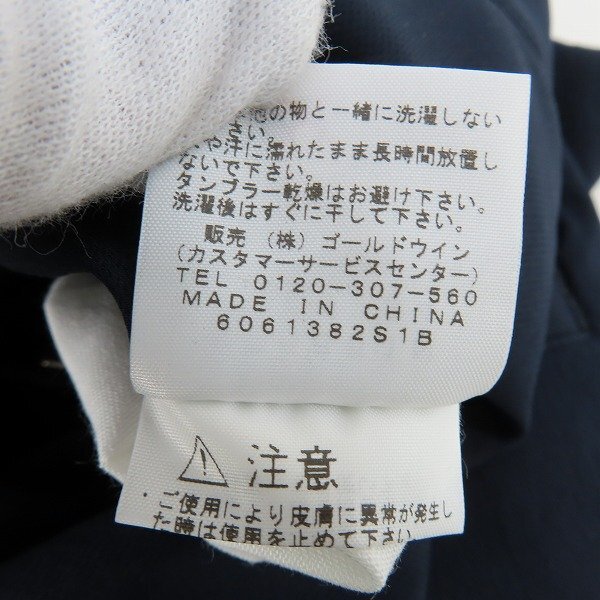 の物と一緒に洗濯しない
さい。
や汗に濡れたまま長時間放置し
ないで下さい。
タンブラー乾燥はお避け下さい。
洗濯後はすぐに干して下さい。
販売 (株) ゴールドウイン
(カスタマーサービスセンター)
TEL 0120-307-560
MADE IN CHINA
6061382S1B
注意
・ご使用により皮膚に異常が発生し
た時は使用を止めて下さい